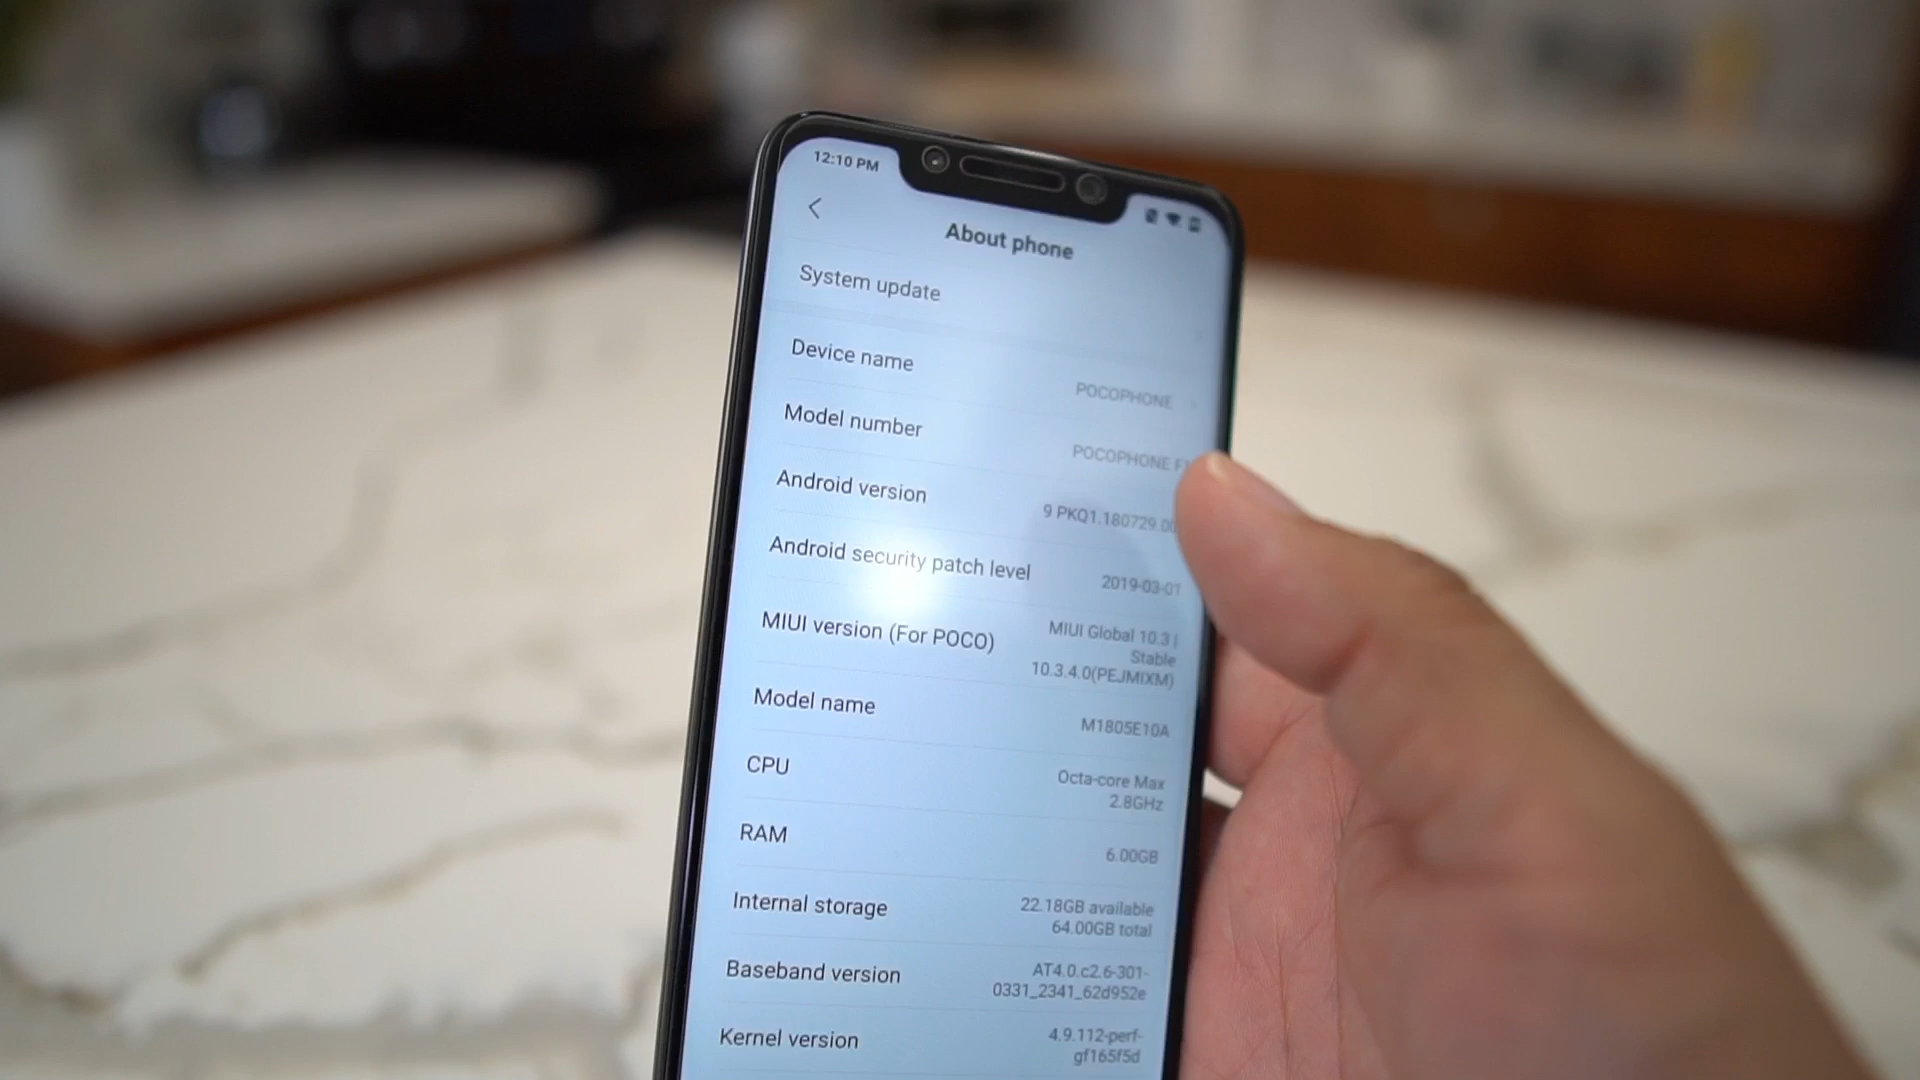 12:10 PM
About phone
System update
Device name
POCOPHONE
Model number
POCOPHONE F1
Android version
9 PKQ1.180729.00
Android security patch level
2019-03-01
MIUI version (For POCO)
MIUI Global 10.3 |
Stable
10.3.4.0(PEJMIXM)
Model name
M1805E10A
CPU
Octa-core Max
2.8GHz
RAM
6.00GB
Internal storage
22.18GB available
64.00GB total
Baseband version
AT4.0.c2.6-301-
0331_2341_62d952e
Kernel version
4.9.112-perf-
gf165f5d